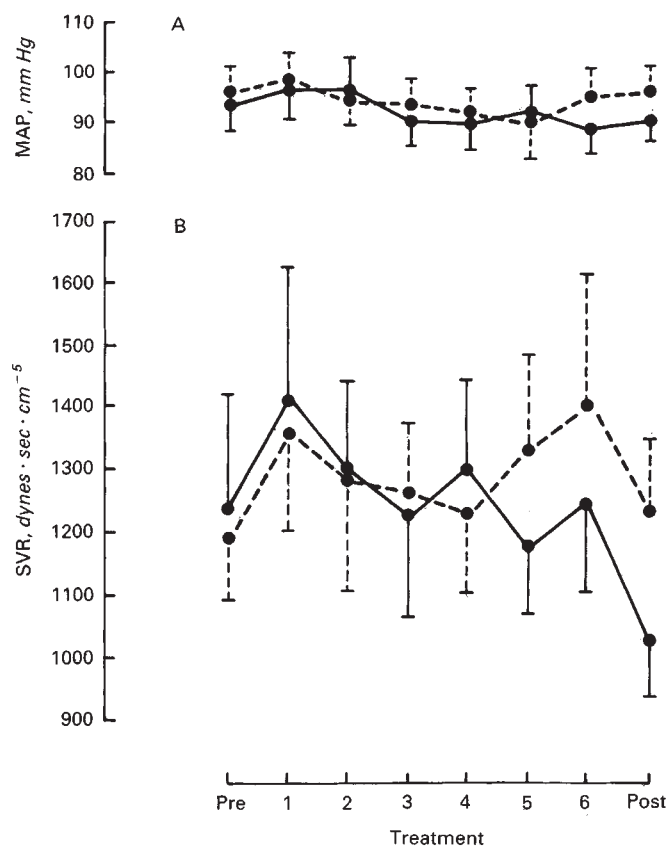 A
110
100
90
80
MAP, mm Hg
B
1700
1600
1500
1400
1300
1200
1100
1000
900
SVR, dynes · sec · cm⁻⁵
Pre 1 2 3 4 5 6 Post
Treatment